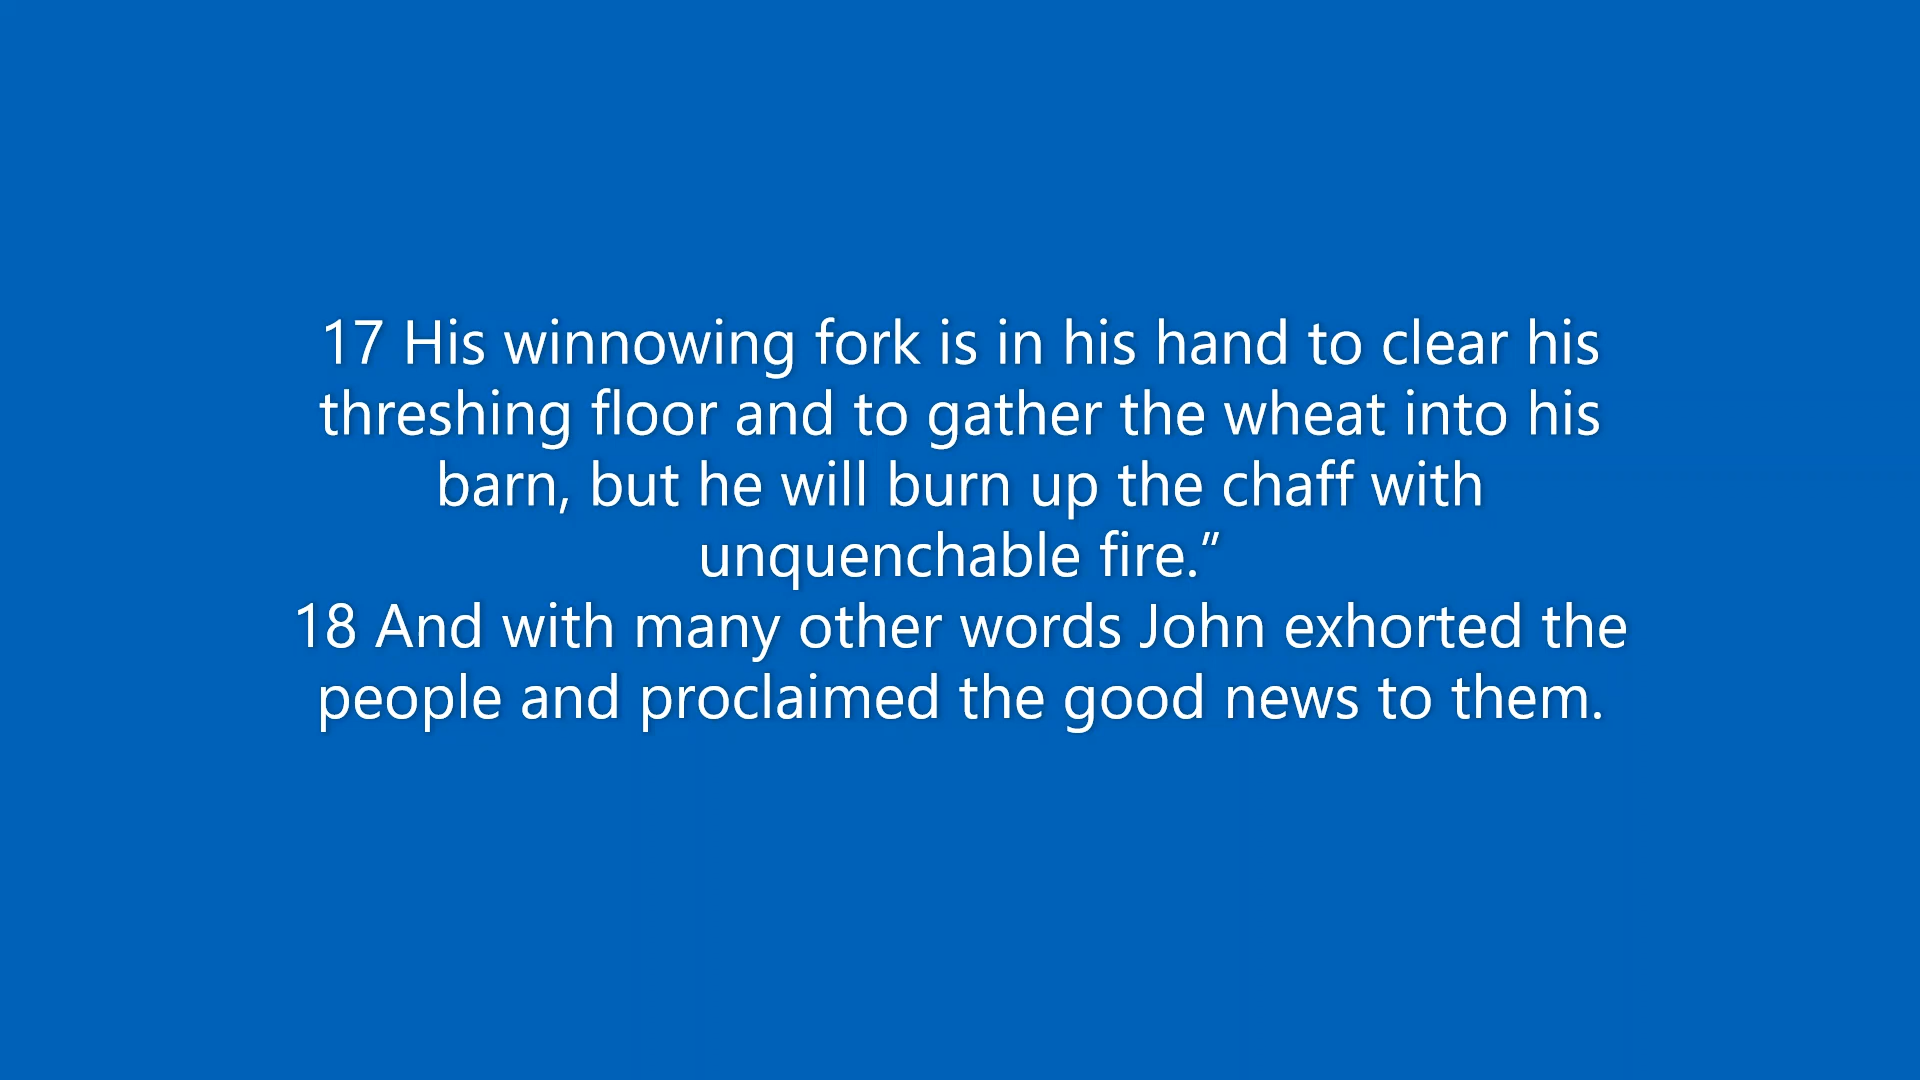 17 His winnowing fork is in his hand to clear his
threshing floor and to gather the wheat into his
barn, but he will burn up the chaff with
unquenchable fire.”
18 And with many other words John exhorted the
people and proclaimed the good news to them.